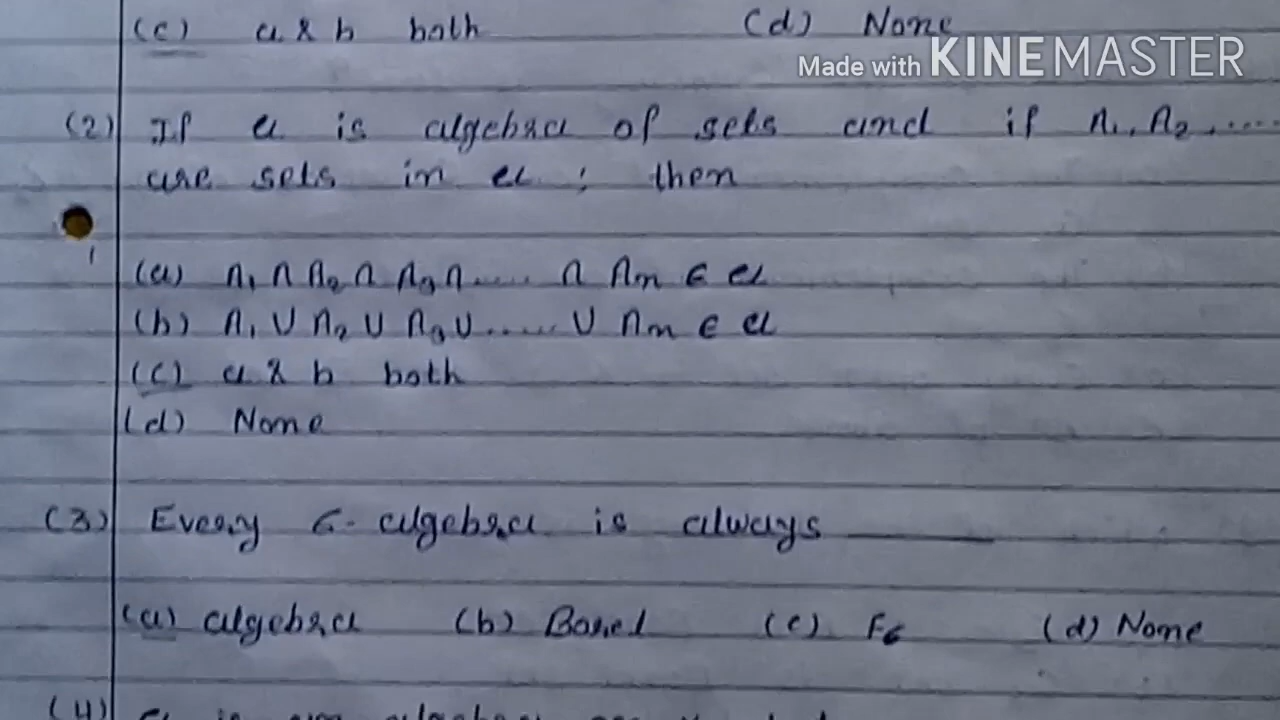 (c) a & b both (d) None
Made with KINEMASTER
(2) If a is algebra of sets and if A1, A2, ....
are sets in a ; then
(a) A1 ∩ A2 ∩ A3 ∩ ..... ∩ An ∈ a
(b) A1 ∪ A2 ∪ A3 ∪ ...... ∪ An ∈ a
(c) a & b both
(d) None
(3) Every σ- algebra is always ______
(a) algebra (b) Borel (c) Fσ (d) None
(4) a is